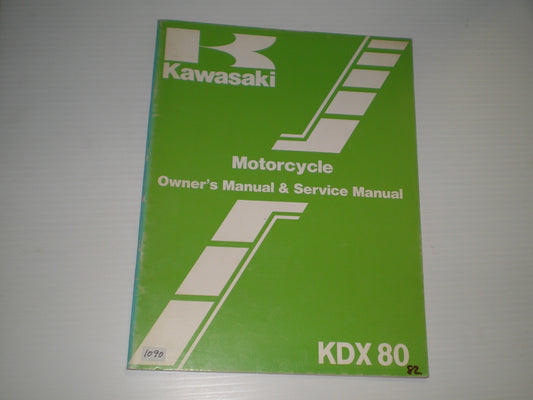 Kawasaki
Motorcycle
Owner's Manual & Service Manual
KDX 80
82
1090